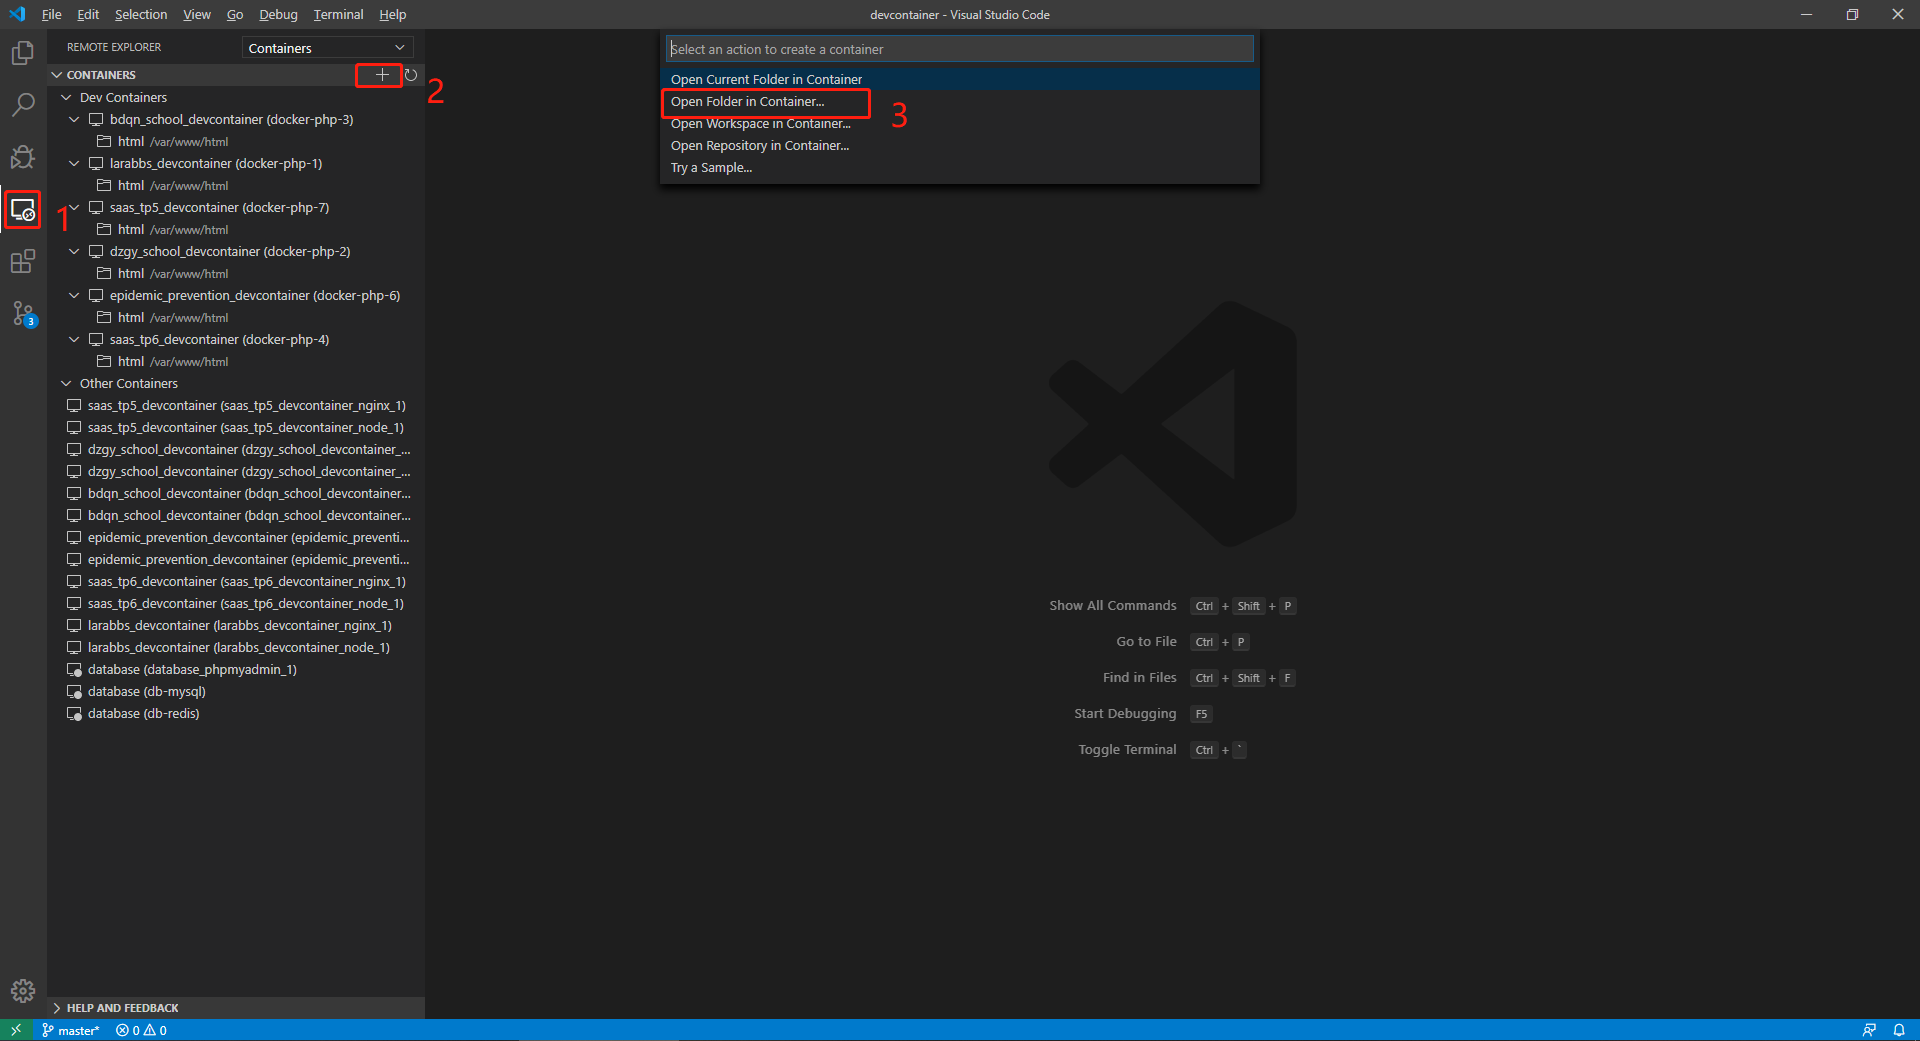 File Edit Selection View Go Debug Terminal Help
devcontainer - Visual Studio Code
REMOTE EXPLORER
Containers
CONTAINERS
2
Dev Containers
bdqn_school_devcontainer (docker-php-3)
html /var/www/html
larabbs_devcontainer (docker-php-1)
html /var/www/html
1
saas_tp5_devcontainer (docker-php-7)
html /var/www/html
dzgy_school_devcontainer (docker-php-2)
html /var/www/html
epidemic_prevention_devcontainer (docker-php-6)
html /var/www/html
saas_tp6_devcontainer (docker-php-4)
html /var/www/html
3
Other Containers
saas_tp5_devcontainer (saas_tp5_devcontainer_nginx_1)
saas_tp5_devcontainer (saas_tp5_devcontainer_node_1)
dzgy_school_devcontainer (dzgy_school_devcontainer_...
dzgy_school_devcontainer (dzgy_school_devcontainer_...
bdqn_school_devcontainer (bdqn_school_devcontainer...
bdqn_school_devcontainer (bdqn_school_devcontainer...
epidemic_prevention_devcontainer (epidemic_preventi...
epidemic_prevention_devcontainer (epidemic_preventi...
saas_tp6_devcontainer (saas_tp6_devcontainer_nginx_1)
saas_tp6_devcontainer (saas_tp6_devcontainer_node_1)
larabbs_devcontainer (larabbs_devcontainer_nginx_1)
larabbs_devcontainer (larabbs_devcontainer_node_1)
database (database_phpmyadmin_1)
database (db-mysql)
database (db-redis)
HELP AND FEEDBACK
Select an action to create a container
Open Current Folder in Container
Open Folder in Container...
3
Open Workspace in Container...
Open Repository in Container...
Try a Sample...
Show All Commands Ctrl + Shift + P
Go to File Ctrl + P
Find in Files Ctrl + Shift + F
Start Debugging F5
Toggle Terminal Ctrl + `
master* 0 0